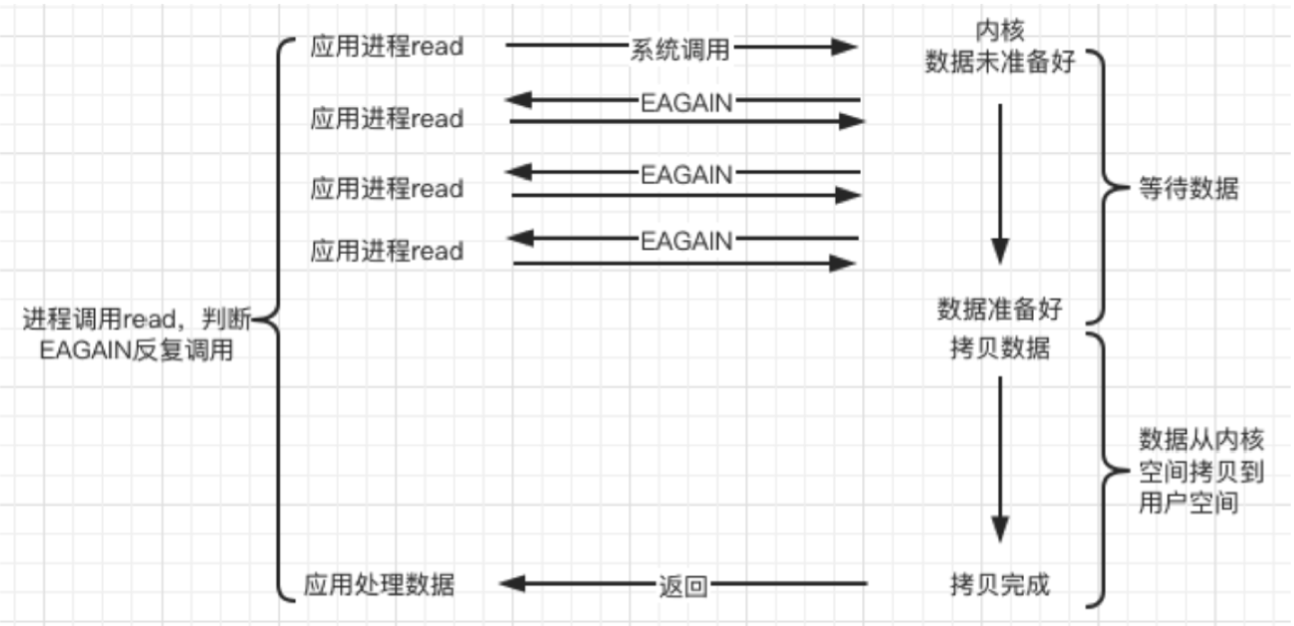 应用进程read
系统调用
内核
数据未准备好
EAGAIN
应用进程read
EAGAIN
应用进程read
等待数据
EAGAIN
应用进程read
进程调用read，判断
EAGAIN反复调用
数据准备好
拷贝数据
数据从内核
空间拷贝到
用户空间
应用处理数据
返回
拷贝完成